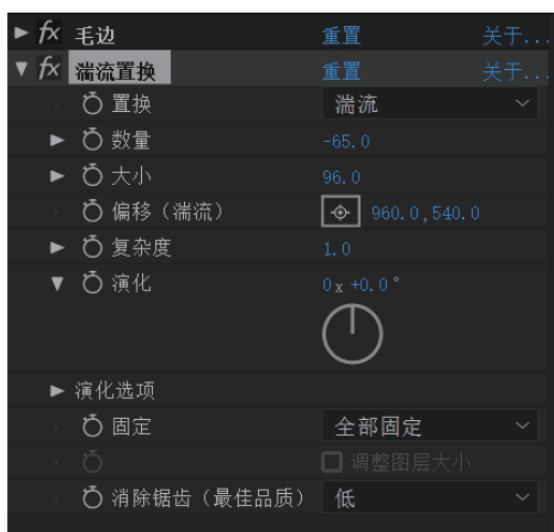 fx 毛边 重置 关于...
fx 湍流置换 重置 关于...
置换 湍流
数量 -65.0
大小 96.0
偏移（湍流） 960.0,540.0
复杂度 1.0
演化 0x+0.0°
演化选项
固定 全部固定
调整图层大小
消除锯齿（最佳品质） 低